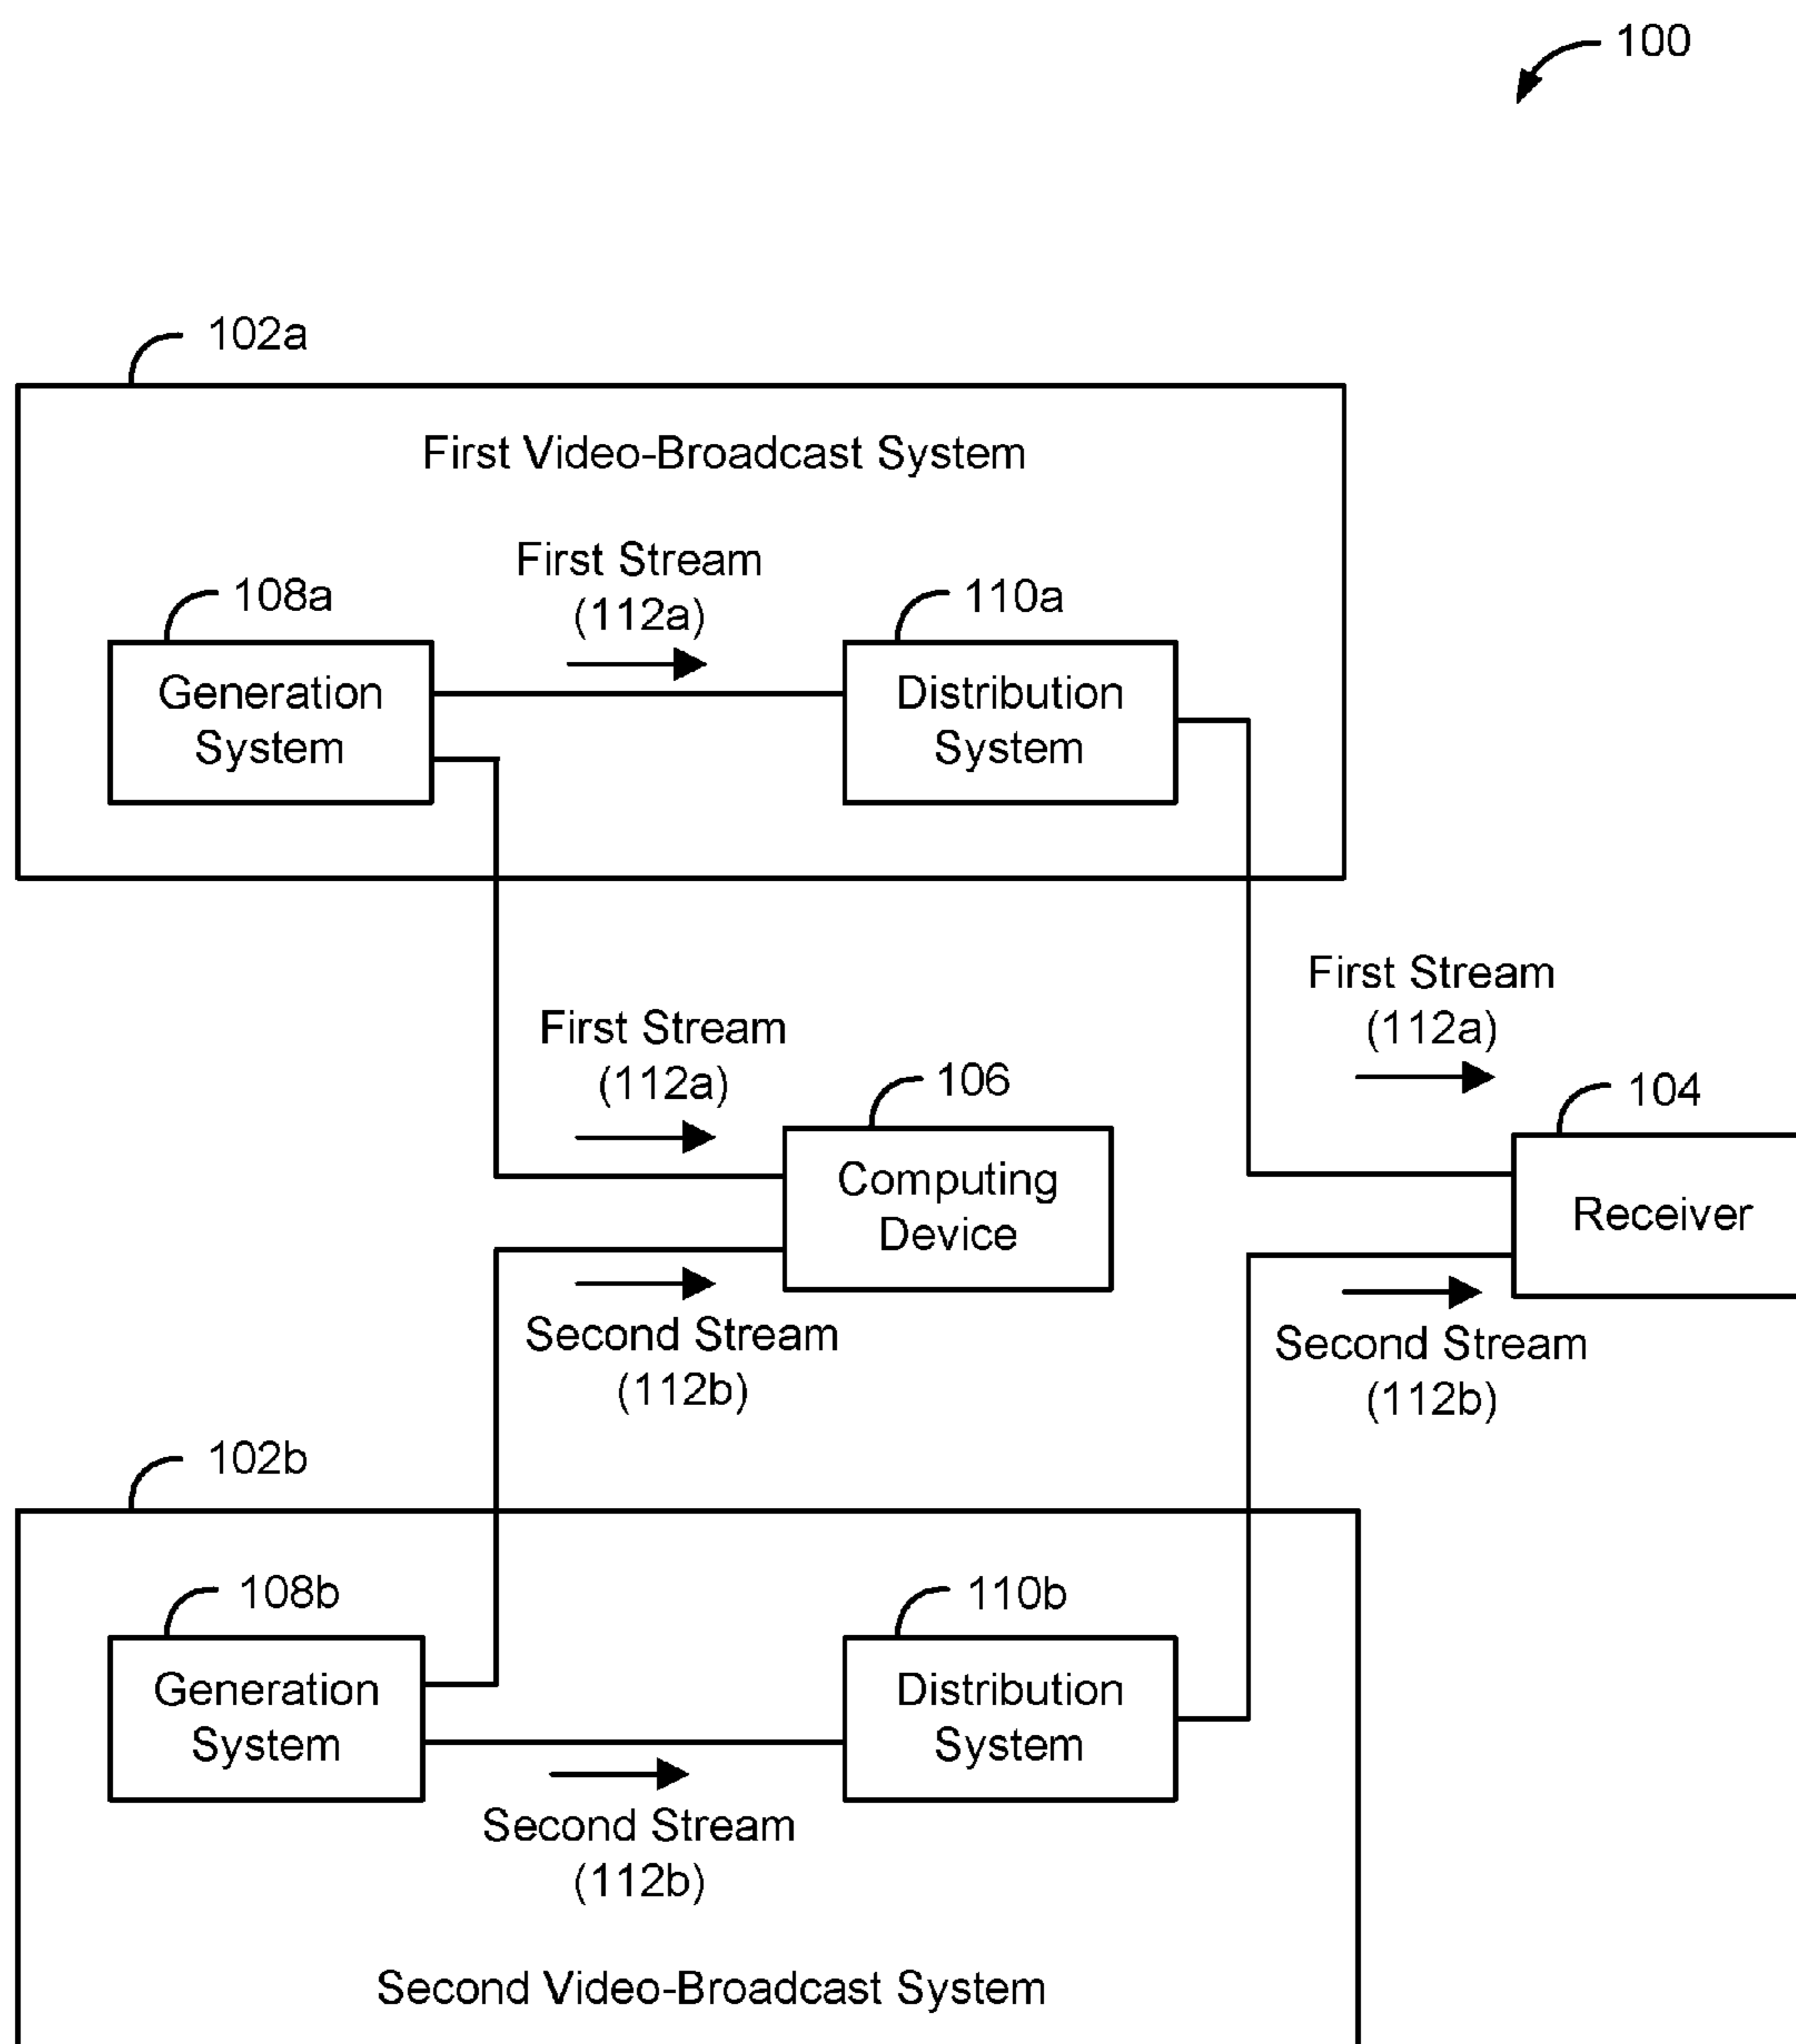 100
102a
First Video-Broadcast System
First Stream
(112a)
108a
110a
Generation
System
Distribution
System
First Stream
(112a)
First Stream
(112a)
106
104
Computing
Device
Receiver
Second Stream
(112b)
Second Stream
(112b)
102b
108b
110b
Generation
System
Distribution
System
Second Stream
(112b)
Second Video-Broadcast System